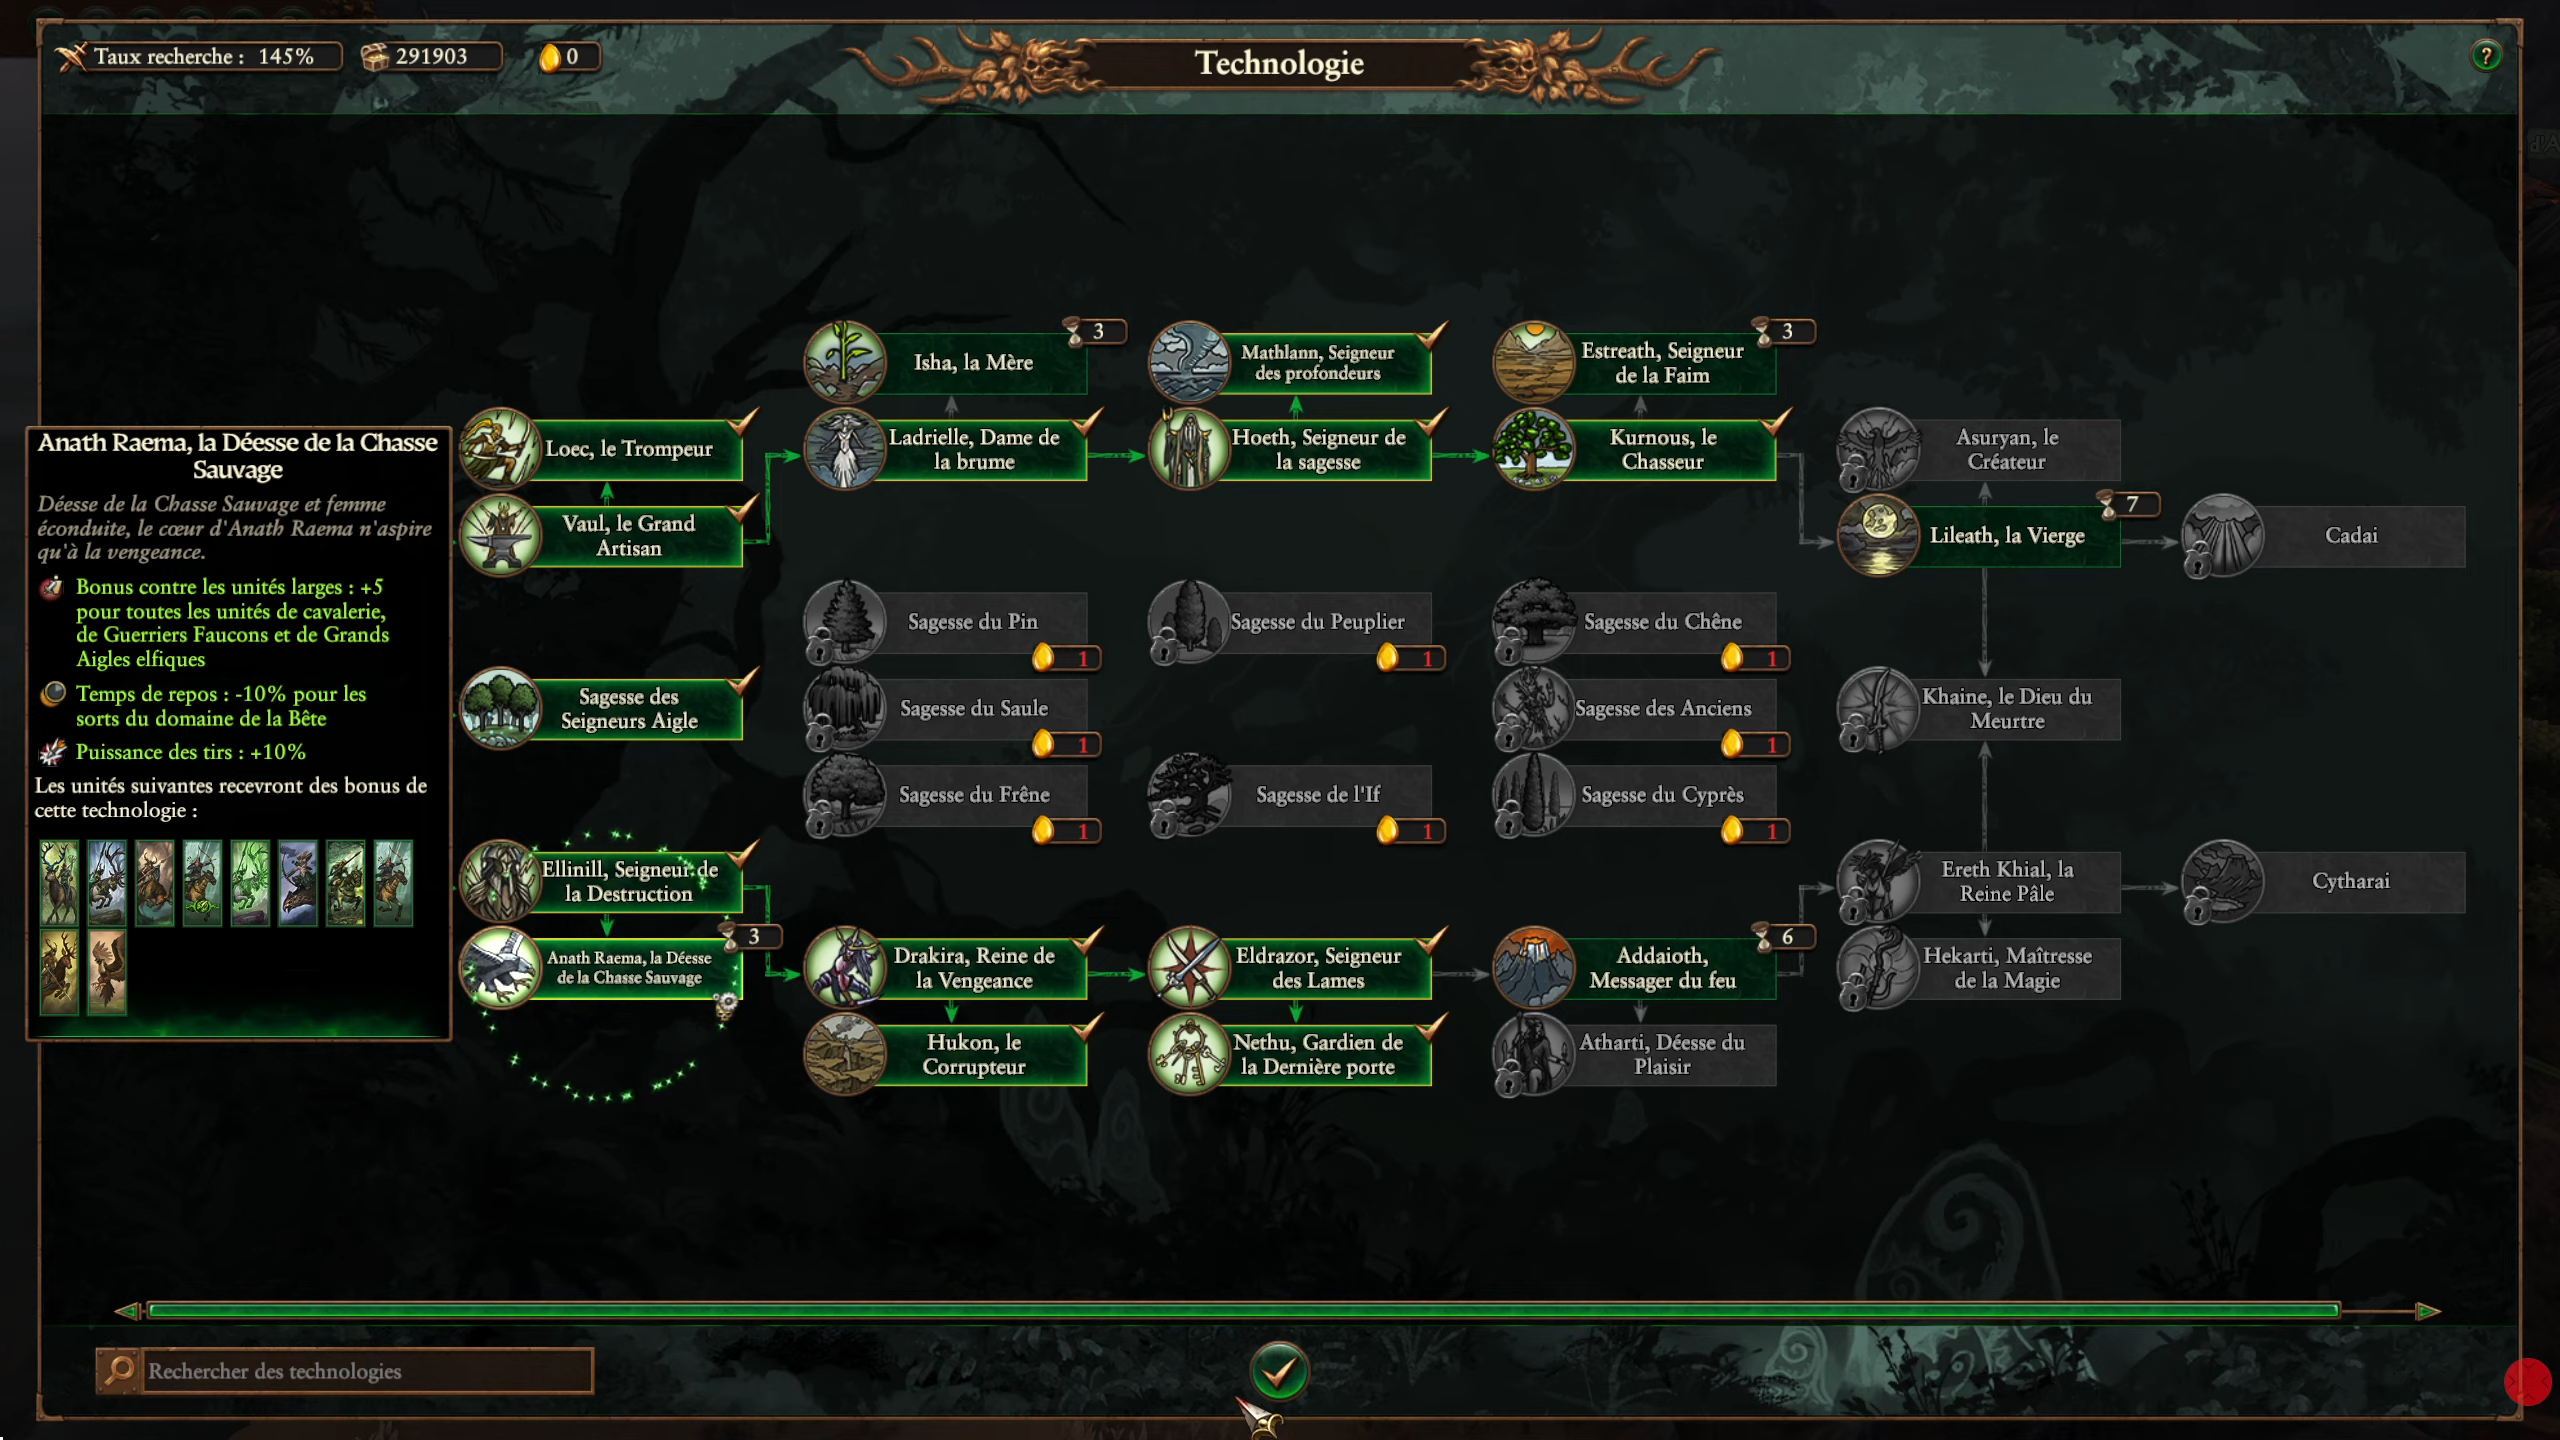 Taux recherche : 145%
291903
0
Technologie
?
Isha, la Mère
3
Mathlann, Seigneur
des profondeurs
Estreath, Seigneur
de la Faim
3
Loec, le Trompeur
Ladrielle, Dame de
la brume
Hoeth, Seigneur de
la sagesse
Kurnous, le
Chasseur
Asuryan, le
Créateur
Vaul, le Grand
Artisan
Lileath, la Vierge
7
Cadai
Sagesse du Pin
1
Sagesse du Peuplier
1
Sagesse du Chêne
1
Sagesse des
Seigneurs Aigle
Sagesse du Saule
1
Sagesse des Anciens
1
Khaine, le Dieu du
Meurtre
Sagesse du Frêne
1
Sagesse de l'If
1
Sagesse du Cyprès
1
Ellinill, Seigneur de
la Destruction
Ereth Khial, la
Reine Pâle
Cytharai
Anath Raema, la Déesse
de la Chasse Sauvage
3
Drakira, Reine de
la Vengeance
Eldrazor, Seigneur
des Lames
Addaioth,
Messager du feu
6
Hekarti, Maîtresse
de la Magie
Hukon, le
Corrupteur
Nethu, Gardien de
la Dernière porte
Atharti, Déesse du
Plaisir
Anath Raema, la Déesse de la Chasse
Sauvage
Déesse de la Chasse Sauvage et femme
éconduite, le cœur d'Anath Raema n'aspire
qu'à la vengeance.
Bonus contre les unités larges : +5
pour toutes les unités de cavalerie,
de Guerriers Faucons et de Grands
Aigles elfiques
Temps de repos : -10% pour les
sorts du domaine de la Bête
Puissance des tirs : +10%
Les unités suivantes recevront des bonus de
cette technologie :
Rechercher des technologies